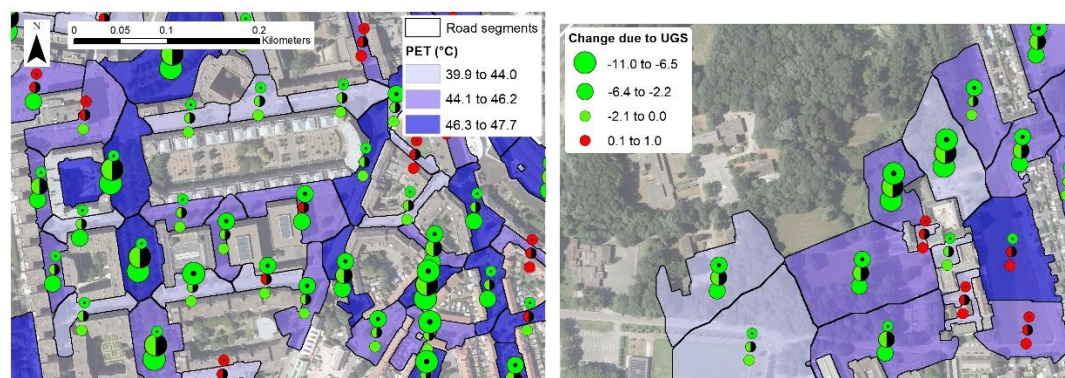 N
0 0.05 0.1 0.2
Kilometers
Road segments
PET (°C)
39.9 to 44.0
44.1 to 46.2
46.3 to 47.7
Change due to UGS
-11.0 to -6.5
-6.4 to -2.2
-2.1 to 0.0
0.1 to 1.0